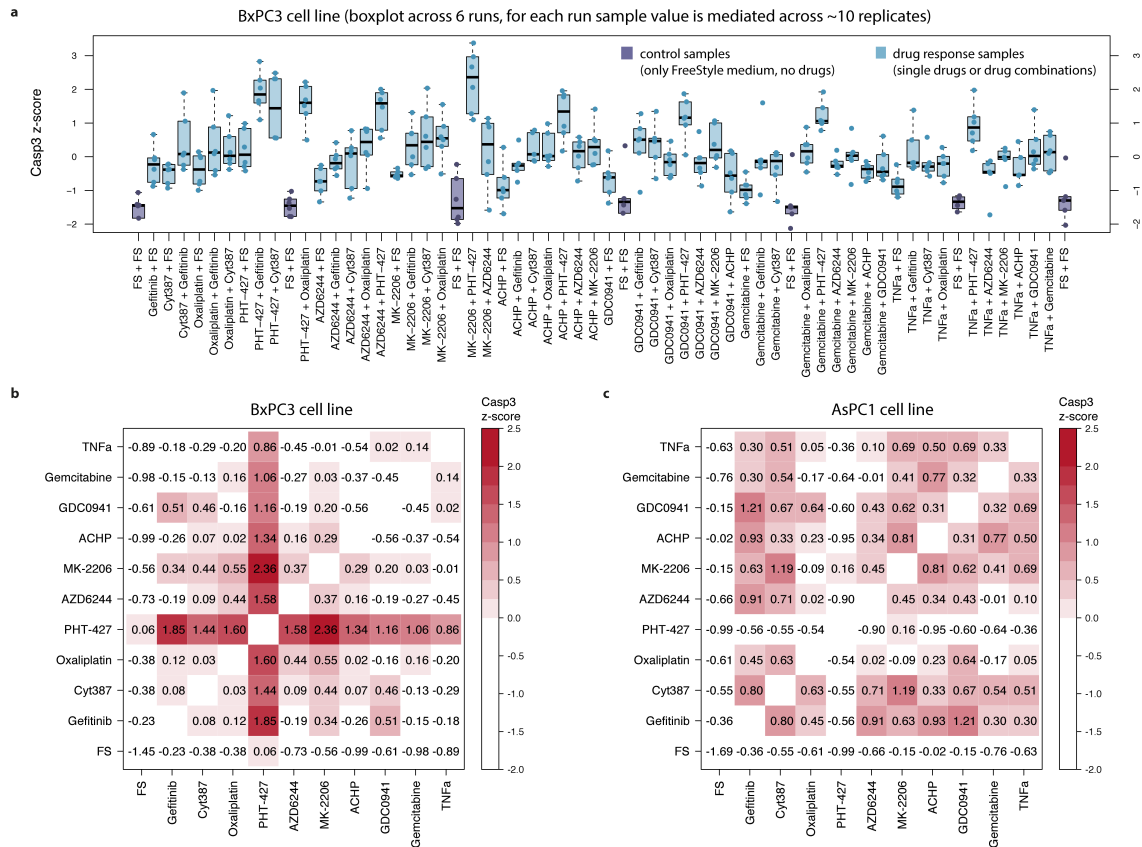 a
BxPC3 cell line (boxplot across 6 runs, for each run sample value is mediated across ~10 replicates)
control samples
(only FreeStyle medium, no drugs)
drug response samples
(single drugs or drug combinations)
Casp3 z-score
3
2
1
0
−1
−2
3
2
1
0
−1
−2
FS + FS
Gefitinib + FS
Cyt387 + FS
Cyt387 + Gefitinib
Oxaliplatin + FS
Oxaliplatin + Gefitinib
Oxaliplatin + Cyt387
PHT-427 + FS
PHT-427 + Gefitinib
PHT-427 + Cyt387
FS + FS
PHT-427 + Oxaliplatin
AZD6244 + FS
AZD6244 + Gefitinib
AZD6244 + Cyt387
AZD6244 + Oxaliplatin
AZD6244 + PHT-427
MK-2206 + FS
MK-2206 + Gefitinib
MK-2206 + Cyt387
MK-2206 + Oxaliplatin
FS + FS
MK-2206 + PHT-427
MK-2206 + AZD6244
ACHP + FS
ACHP + Gefitinib
ACHP + Cyt387
ACHP + Oxaliplatin
ACHP + PHT-427
ACHP + AZD6244
ACHP + MK-2206
GDC0941 + FS
FS + FS
GDC0941 + Gefitinib
GDC0941 + Cyt387
GDC0941 + Oxaliplatin
GDC0941 + PHT-427
GDC0941 + AZD6244
GDC0941 + MK-2206
GDC0941 + ACHP
Gemcitabine + FS
Gemcitabine + Gefitinib
Gemcitabine + Cyt387
FS + FS
Gemcitabine + Oxaliplatin
Gemcitabine + PHT-427
Gemcitabine + AZD6244
Gemcitabine + MK-2206
Gemcitabine + ACHP
Gemcitabine + GDC0941
TNFa + FS
TNFa + Gefitinib
TNFa + Cyt387
TNFa + Oxaliplatin
FS + FS
TNFa + PHT-427
TNFa + AZD6244
TNFa + MK-2206
TNFa + ACHP
TNFa + GDC0941
TNFa + Gemcitabine
FS + FS
b
BxPC3 cell line
Casp3
z-score
TNFa -0.89 -0.18 -0.29 -0.20 0.86 -0.45 -0.01 -0.54 0.02 0.14
Gemcitabine -0.98 -0.15 -0.13 0.16 1.06 -0.27 0.03 -0.37 -0.45 0.14
GDC0941 -0.61 0.51 0.46 -0.16 1.16 -0.19 0.20 -0.56 -0.45 0.02
ACHP -0.99 -0.26 0.07 0.02 1.34 0.16 0.29 -0.56 -0.37 -0.54
MK-2206 -0.56 0.34 0.44 0.55 2.36 0.37 0.29 0.20 0.03 -0.01
AZD6244 -0.73 -0.19 0.09 0.44 1.58 0.37 0.16 -0.19 -0.27 -0.45
PHT-427 0.06 1.85 1.44 1.60 1.58 2.36 1.34 1.16 1.06 0.86
Oxaliplatin -0.38 0.12 0.03 1.60 0.44 0.55 0.02 -0.16 0.16 -0.20
Cyt387 -0.38 0.08 0.03 1.44 0.09 0.44 0.07 0.46 -0.13 -0.29
Gefitinib -0.23 0.08 0.12 1.85 -0.19 0.34 -0.26 0.51 -0.15 -0.18
FS -1.45 -0.23 -0.38 -0.38 0.06 -0.73 -0.56 -0.99 -0.61 -0.98 -0.89
FS
Gefitinib
Cyt387
Oxaliplatin
PHT-427
AZD6244
MK-2206
ACHP
GDC0941
Gemcitabine
TNFa
2.5
2.0
1.5
1.0
0.5
0.0
-0.5
-1.0
-1.5
-2.0
c
AsPC1 cell line
Casp3
z-score
TNFa -0.63 0.30 0.51 0.05 -0.36 0.10 0.69 0.50 0.69 0.33
Gemcitabine -0.76 0.30 0.54 -0.17 -0.64 -0.01 0.41 0.77 0.32 0.33
GDC0941 -0.15 1.21 0.67 0.64 -0.60 0.43 0.62 0.31 0.32 0.69
ACHP -0.02 0.93 0.33 0.23 -0.95 0.34 0.81 0.31 0.77 0.50
MK-2206 -0.15 0.63 1.19 -0.09 0.16 0.45 0.81 0.62 0.41 0.69
AZD6244 -0.66 0.91 0.71 0.02 -0.90 0.45 0.34 0.43 -0.01 0.10
PHT-427 -0.99 -0.56 -0.55 -0.54 -0.90 0.16 -0.95 -0.60 -0.64 -0.36
Oxaliplatin -0.61 0.45 0.63 -0.54 0.02 -0.09 0.23 0.64 -0.17 0.05
Cyt387 -0.55 0.80 0.63 -0.55 0.71 1.19 0.33 0.67 0.54 0.51
Gefitinib -0.36 0.80 0.45 -0.56 0.91 0.63 0.93 1.21 0.30 0.30
FS -1.69 -0.36 -0.55 -0.61 -0.99 -0.66 -0.15 -0.02 -0.15 -0.76 -0.63
FS
Gefitinib
Cyt387
Oxaliplatin
PHT-427
AZD6244
MK-2206
ACHP
GDC0941
Gemcitabine
TNFa
2.5
2.0
1.5
1.0
0.5
0.0
-0.5
-1.0
-1.5
-2.0